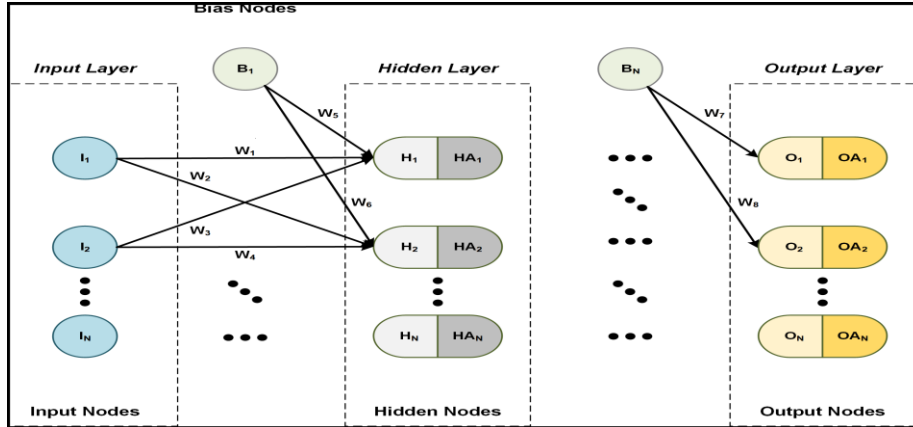 Bias Nodes
Input Layer
B1
Hidden Layer
BN
Output Layer
W5
W7
I1
W1
H1
HA1
O1
OA1
W2
W6
W8
I2
W3
W4
H2
HA2
O2
OA2
IN
HN
HAN
ON
OAN
Input Nodes
Hidden Nodes
Output Nodes